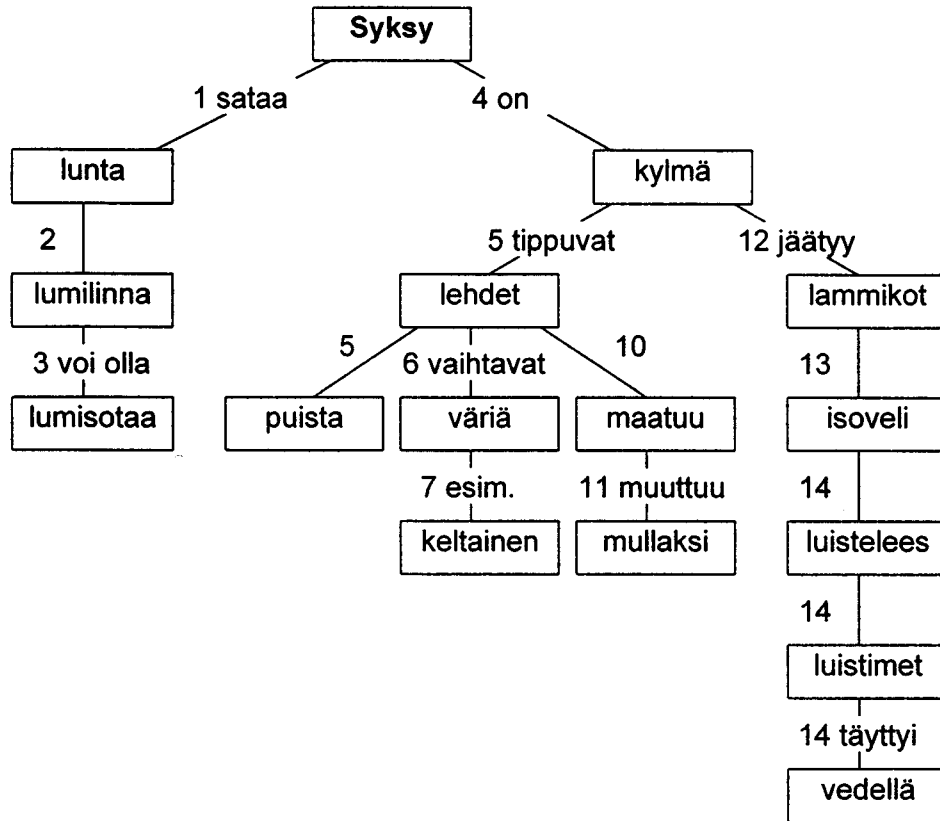 Syksy
1 sataa 4 on
lunta kylmä
2 5 tippuvat 12 jäätyy
lumilinna lehdet lammikot
3 voi olla 5 6 vaihtavat 10 13
lumisotaa puista väriä maatuu isoveli
7 esim. 11 muuttuu 14
keltainen mullaksi luistelees
14
luistimet
14 täyttyi
vedellä